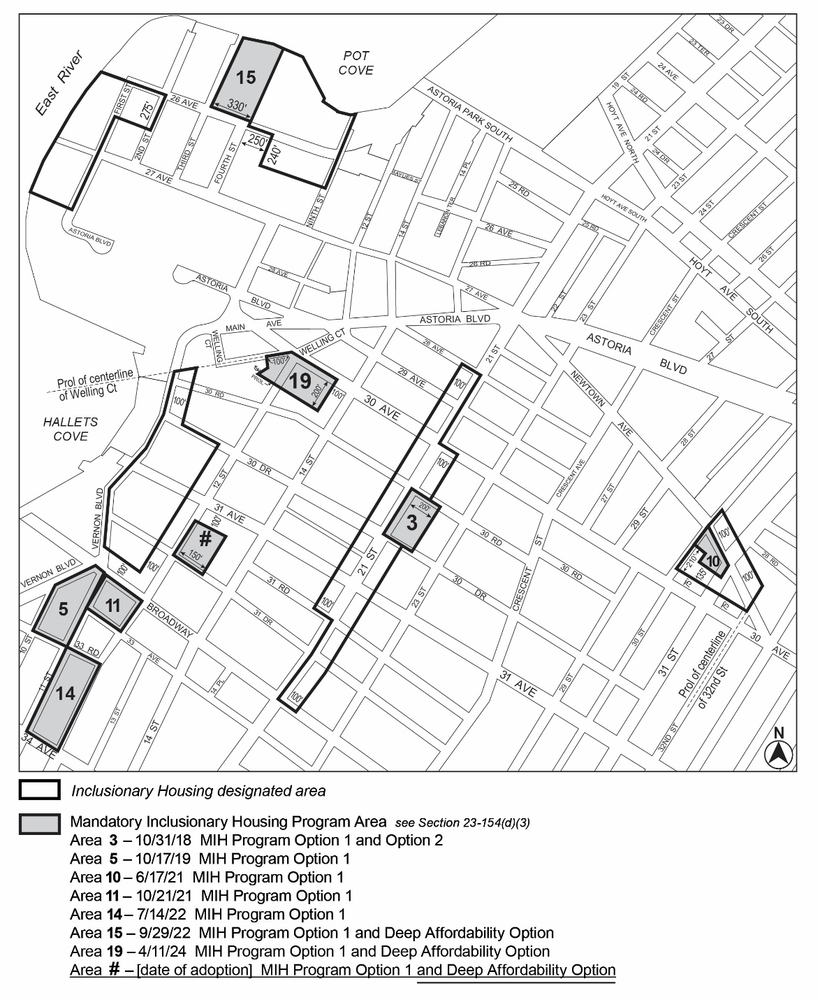 East River
POT
COVE
15
330'
FIRST ST
275'
26 AVE
2ND ST
THIRD ST
FOURTH ST
250'
240'
27 AVE
NINTH ST
ASTORIA BLVD
ASTORIA PARK SOUTH
BAYLIES ST
14 PL
LEBANON TER
12 ST
14 ST
25 RD
26 AVE
26 RD
27 AVE
28 AVE
ASTORIA
BLVD
23 DR
23 TER
24 AVE
19 ST
24 RD
HOYT AVE NORTH
21 ST
24 DR
23 ST
HOYT AVE SOUTH
24 ST
CRESCENT ST
26 ST
25 RD
22 ST
23 ST
CRESCENT ST
HOYT AVE SOUTH
27 ST
MAIN AVE
WELLING CT
WELLING CT
ASTORIA BLVD
ASTORIA BLVD
28 AVE
21 ST
29 AVE
30 AVE
NEWTOWN AVE
Prol of centerline
of Welling Ct
PROL
100'
19
200'
100'
100'
30 RD
100'
HALLETS
COVE
30 DR
14 ST
12 ST
31 AVE
100'
#
150'
VERNON BLVD
100'
100'
VERNON BLVD
5
11
BROADWAY
33 RD
33 AVE
10 ST
11 ST
14
34 AVE
13 ST
14 ST
14 PL
31 RD
31 DR
100'
100'
100'
200'
3
21 ST
23 ST
30 RD
30 DR
30 RD
CRESCENT ST
CRESCENT AVE
27 ST
28 ST
29 ST
100'
10
210'
135'
15'
15'
100'
28 RD
30 AVE
30 ST
31 ST
29 ST
31 AVE
Prol of centerline
of 32nd St
32ND ST
N
Inclusionary Housing designated area
Mandatory Inclusionary Housing Program Area see Section 23-154(d)(3)
Area 3 – 10/31/18 MIH Program Option 1 and Option 2
Area 5 – 10/17/19 MIH Program Option 1
Area 10 – 6/17/21 MIH Program Option 1
Area 11 – 10/21/21 MIH Program Option 1
Area 14 – 7/14/22 MIH Program Option 1
Area 15 – 9/29/22 MIH Program Option 1 and Deep Affordability Option
Area 19 – 4/11/24 MIH Program Option 1 and Deep Affordability Option
Area # – [date of adoption] MIH Program Option 1 and Deep Affordability Option